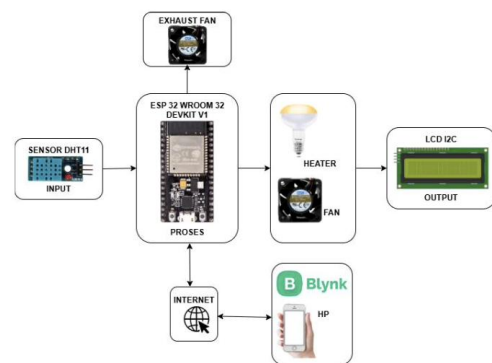 EXHAUST FAN
ESP 32 WROOM 32
DEVKIT V1
PROSES
SENSOR DHT11
INPUT
HEATER
FAN
LCD I2C
OUTPUT
INTERNET
B Blynk
HP